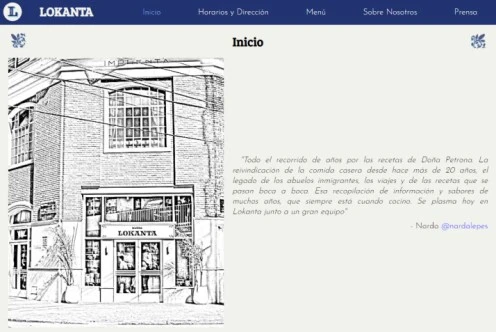 L LOKANTA Inicio Horarios y Dirección Menú Sobre Nosotros Prensa
Inicio
IMPRENTA
LOKANTA
"Todo el recorrido de años por las recetas de Doña Petrona. La
reivindicación de la comida casera desde hace más de 20 años, el
legado de los abuelos inmigrantes, los viajes y de las recetas que se
pasan boca a boca. Esa recopilación de información y sabores de
muchos años, que siempre está cuando cocino. Se plasma hoy en
Lokanta junto a un gran equipo"
- Narda @nardalepes